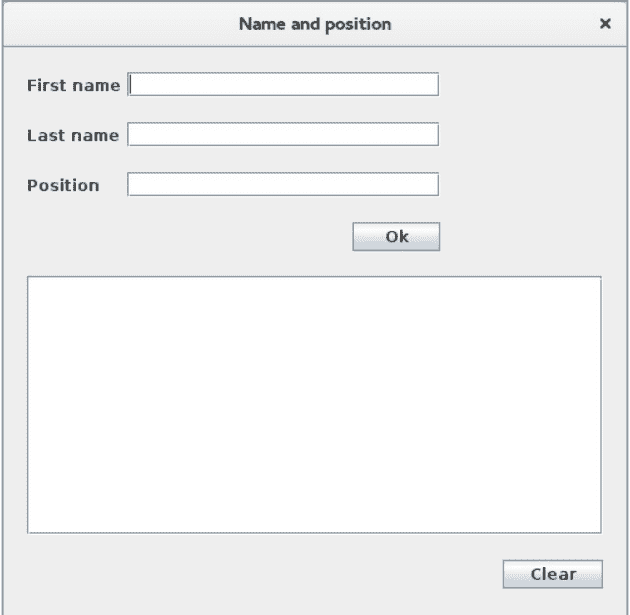 Name and position
First name
Last name
Position
Ok
Clear